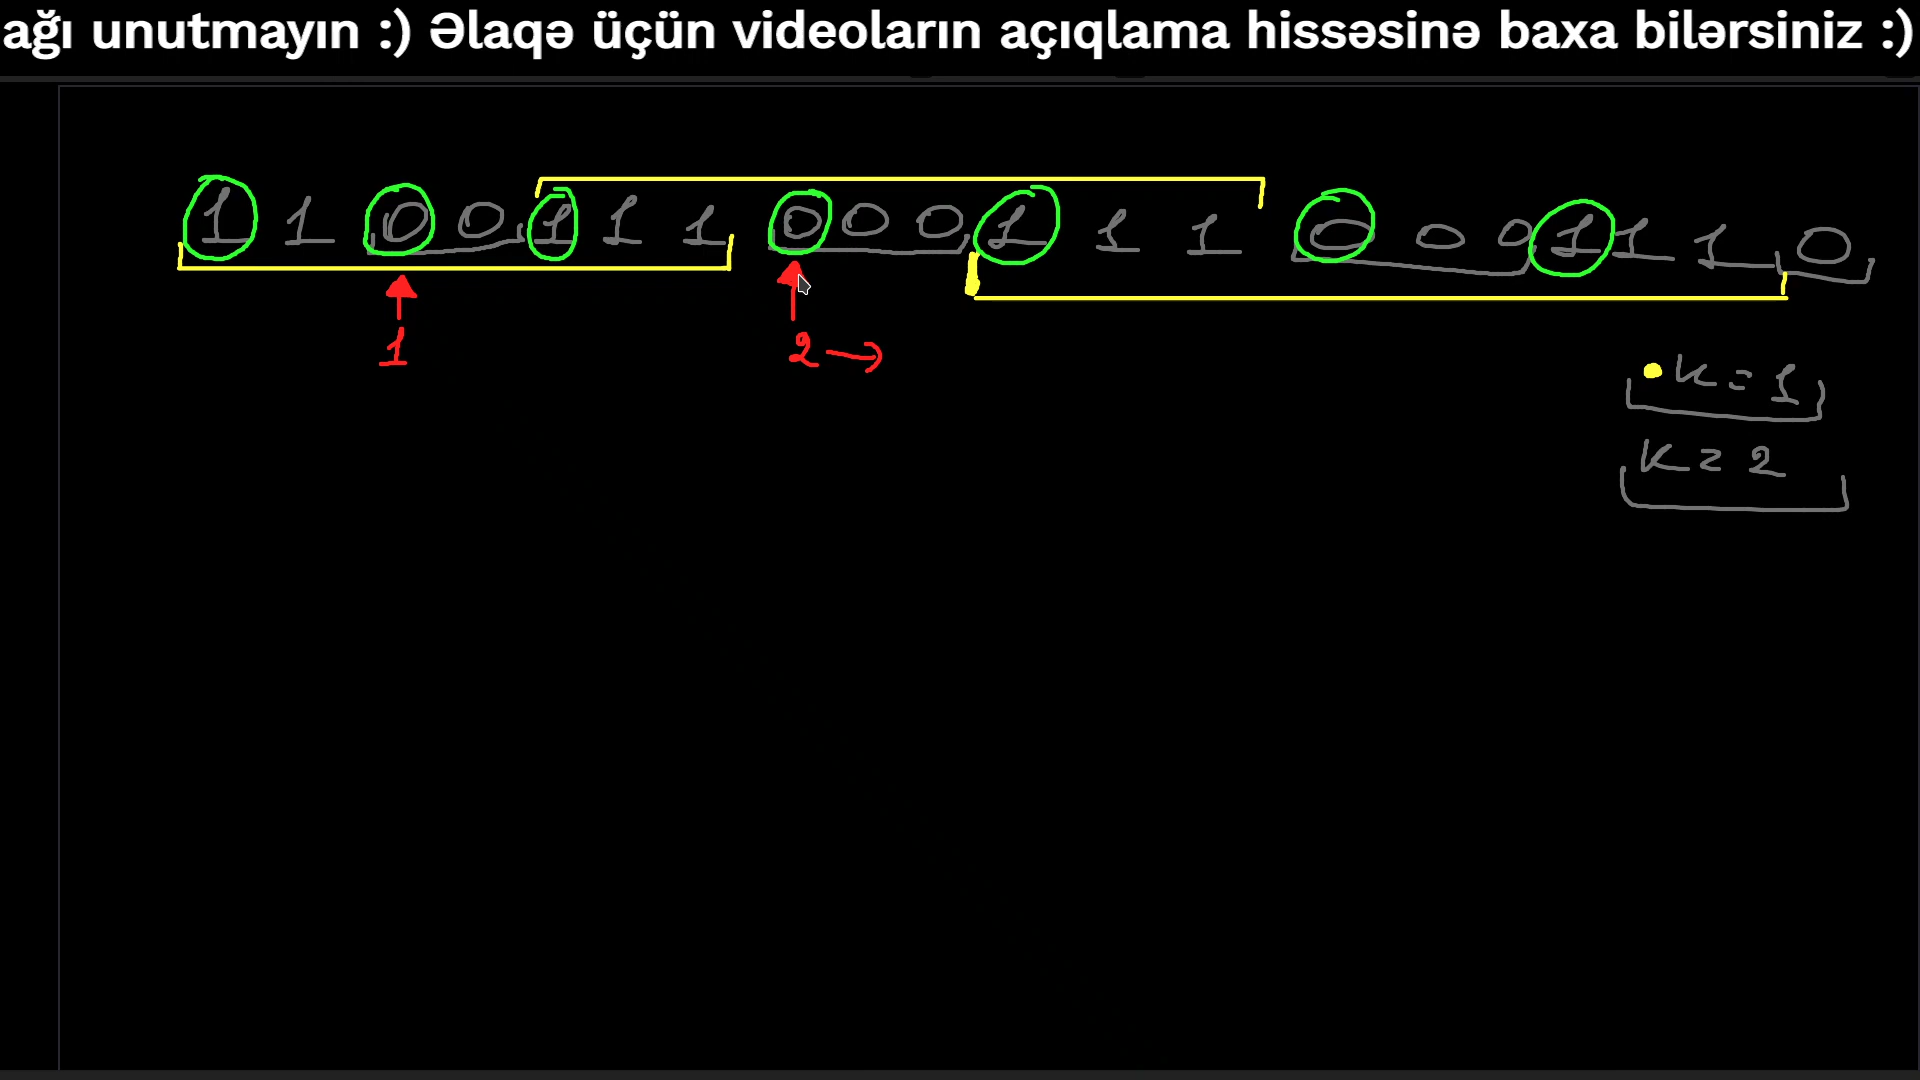 ağı unutmayın :) Əlaqə üçün videoların açıqlama hissəsinə baxa bilərsiniz :)
1 1 0 0 1 1 1 0 0 0 1 1 1 0 0 0 1 1 1 0
1 2
k = 1
k = 2